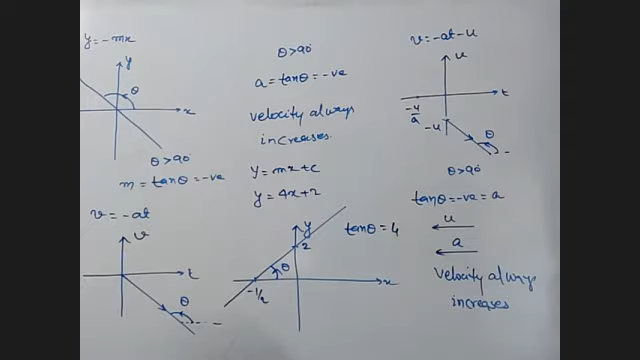 y=-mx
y
θ
x
θ>90°
m=tanθ=-ve
v=-at
v
t
θ
θ>90°
a=tanθ=-ve
velocity always
increases.
y=mx+c
y=4x+2
y
2
tanθ=4
θ
-1/2
x
v=-at-u
u
t
-u/a
-u
θ
θ>90°
tanθ=-ve=a
u
a
velocity always
increases